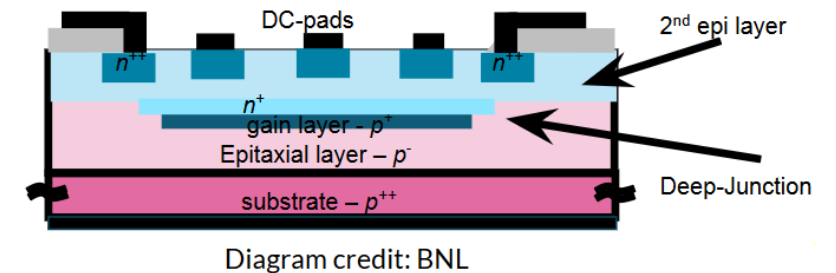 DC-pads
2nd epi layer
n++
n++
n+
gain layer - p+
Epitaxial layer – p-
Deep-Junction
substrate – p++
Diagram credit: BNL